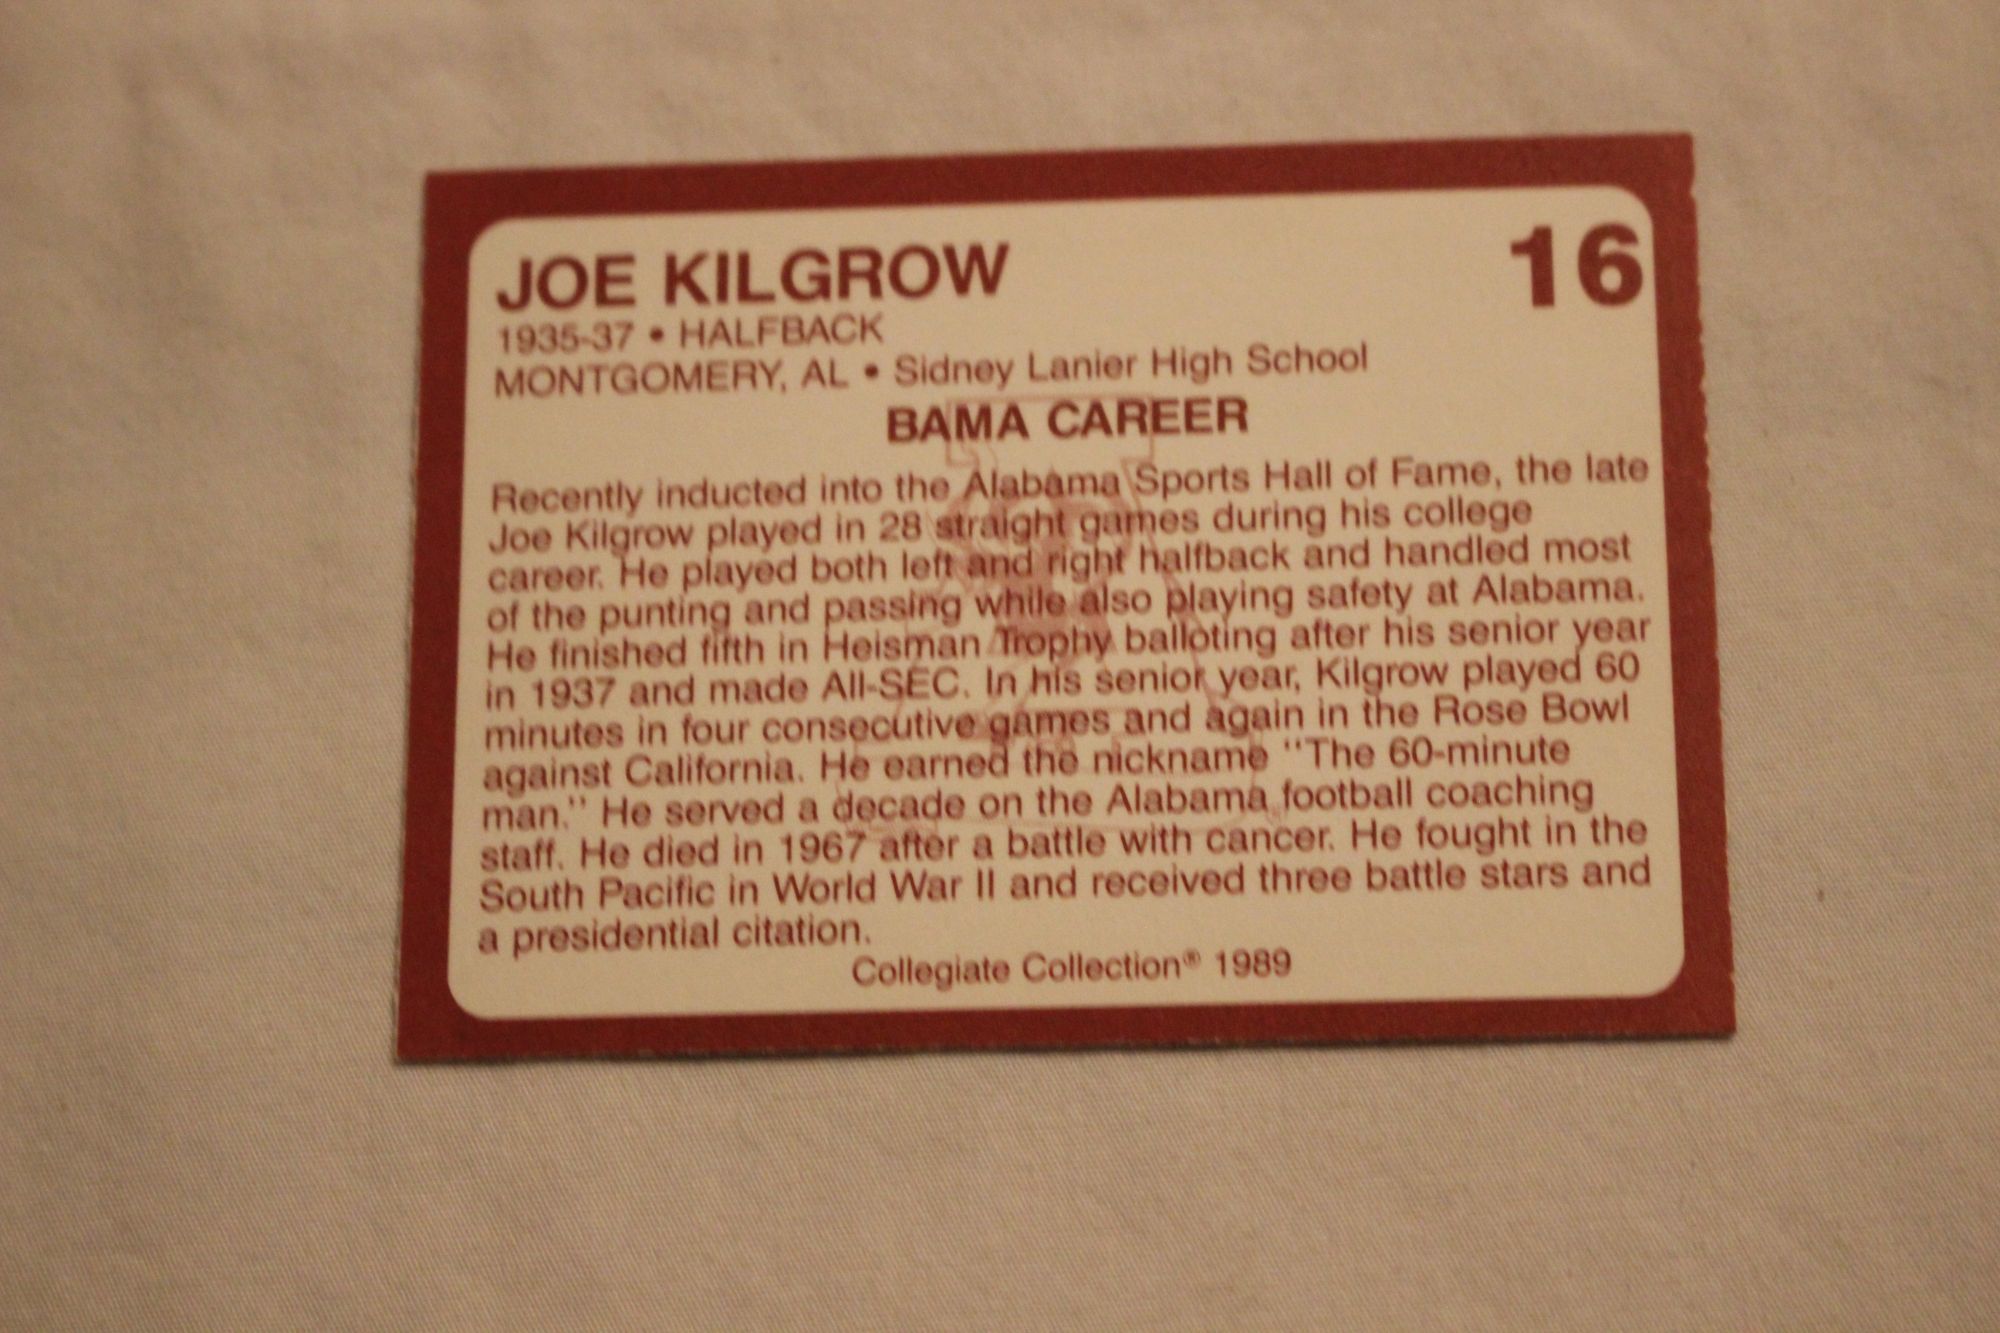 JOE KILGROW
16
1935-37 • HALFBACK
MONTGOMERY, AL • Sidney Lanier High School
BAMA CAREER
Recently inducted into the Alabama Sports Hall of Fame, the late
Joe Kilgrow played in 28 straight games during his college
career. He played both left and right halfback and handled most
of the punting and passing while also playing safety at Alabama.
He finished fifth in Heisman Trophy balloting after his senior year
in 1937 and made All-SEC. In his senior year, Kilgrow played 60
minutes in four consecutive games and again in the Rose Bowl
against California. He earned the nickname ''The 60-minute
man.'' He served a decade on the Alabama football coaching
staff. He died in 1967 after a battle with cancer. He fought in the
South Pacific in World War II and received three battle stars and
a presidential citation.
Collegiate Collection® 1989